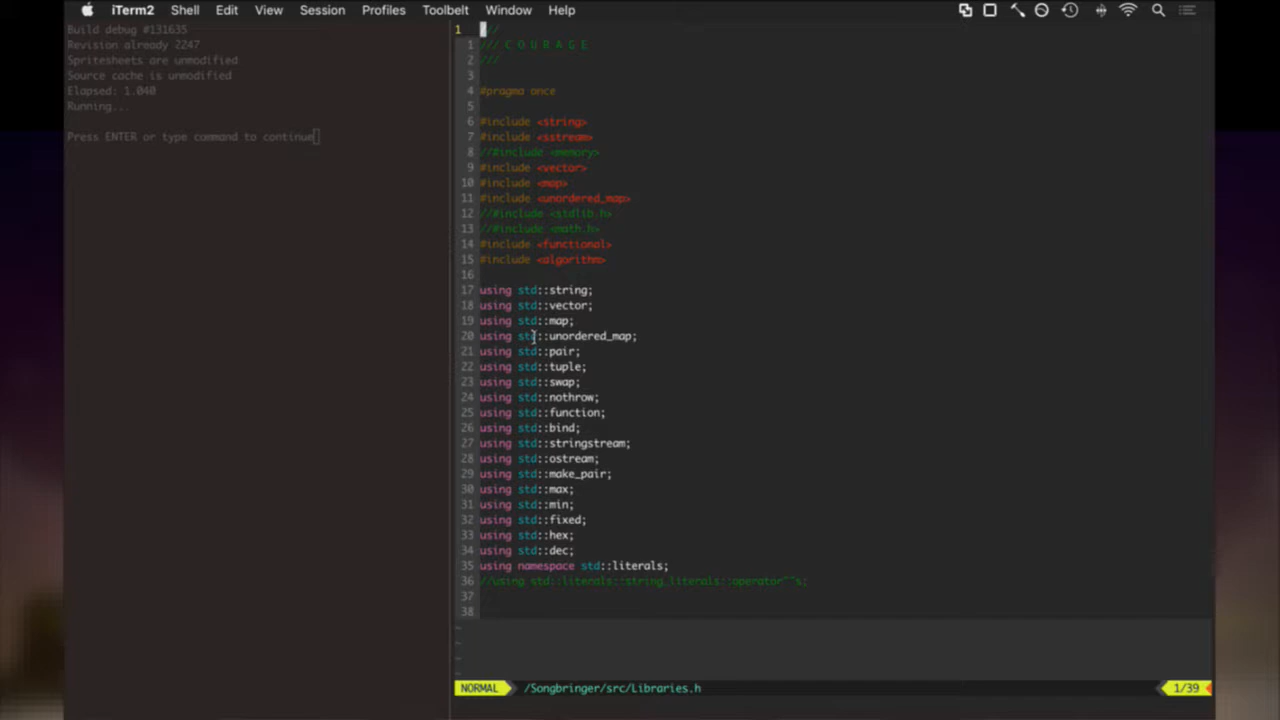 iTerm2 Shell Edit View Session Profiles Toolbelt Window Help
Build debug #131635
Revision already 2247
Spritesheets are unmodified
Source cache is unmodified
Elapsed: 1.040
Running...
Press ENTER or type command to continue
1 ///
1 /// C O U R A G E
2 ///
3
4 #pragma once
5
6 #include <string>
7 #include <sstream>
8 //#include <memory>
9 #include <vector>
10 #include <map>
11 #include <unordered_map>
12 //#include <stdlib.h>
13 //#include <math.h>
14 #include <functional>
15 #include <algorithm>
16
17 using std::string;
18 using std::vector;
19 using std::map;
20 using std::unordered_map;
21 using std::pair;
22 using std::tuple;
23 using std::swap;
24 using std::nothrow;
25 using std::function;
26 using std::bind;
27 using std::stringstream;
28 using std::ostream;
29 using std::make_pair;
30 using std::max;
31 using std::min;
32 using std::fixed;
33 using std::hex;
34 using std::dec;
35 using namespace std::literals;
36 //using std::literals::string_literals::operator""s;
37
38
~
~
~
NORMAL /Songbringer/src/Libraries.h 1/39